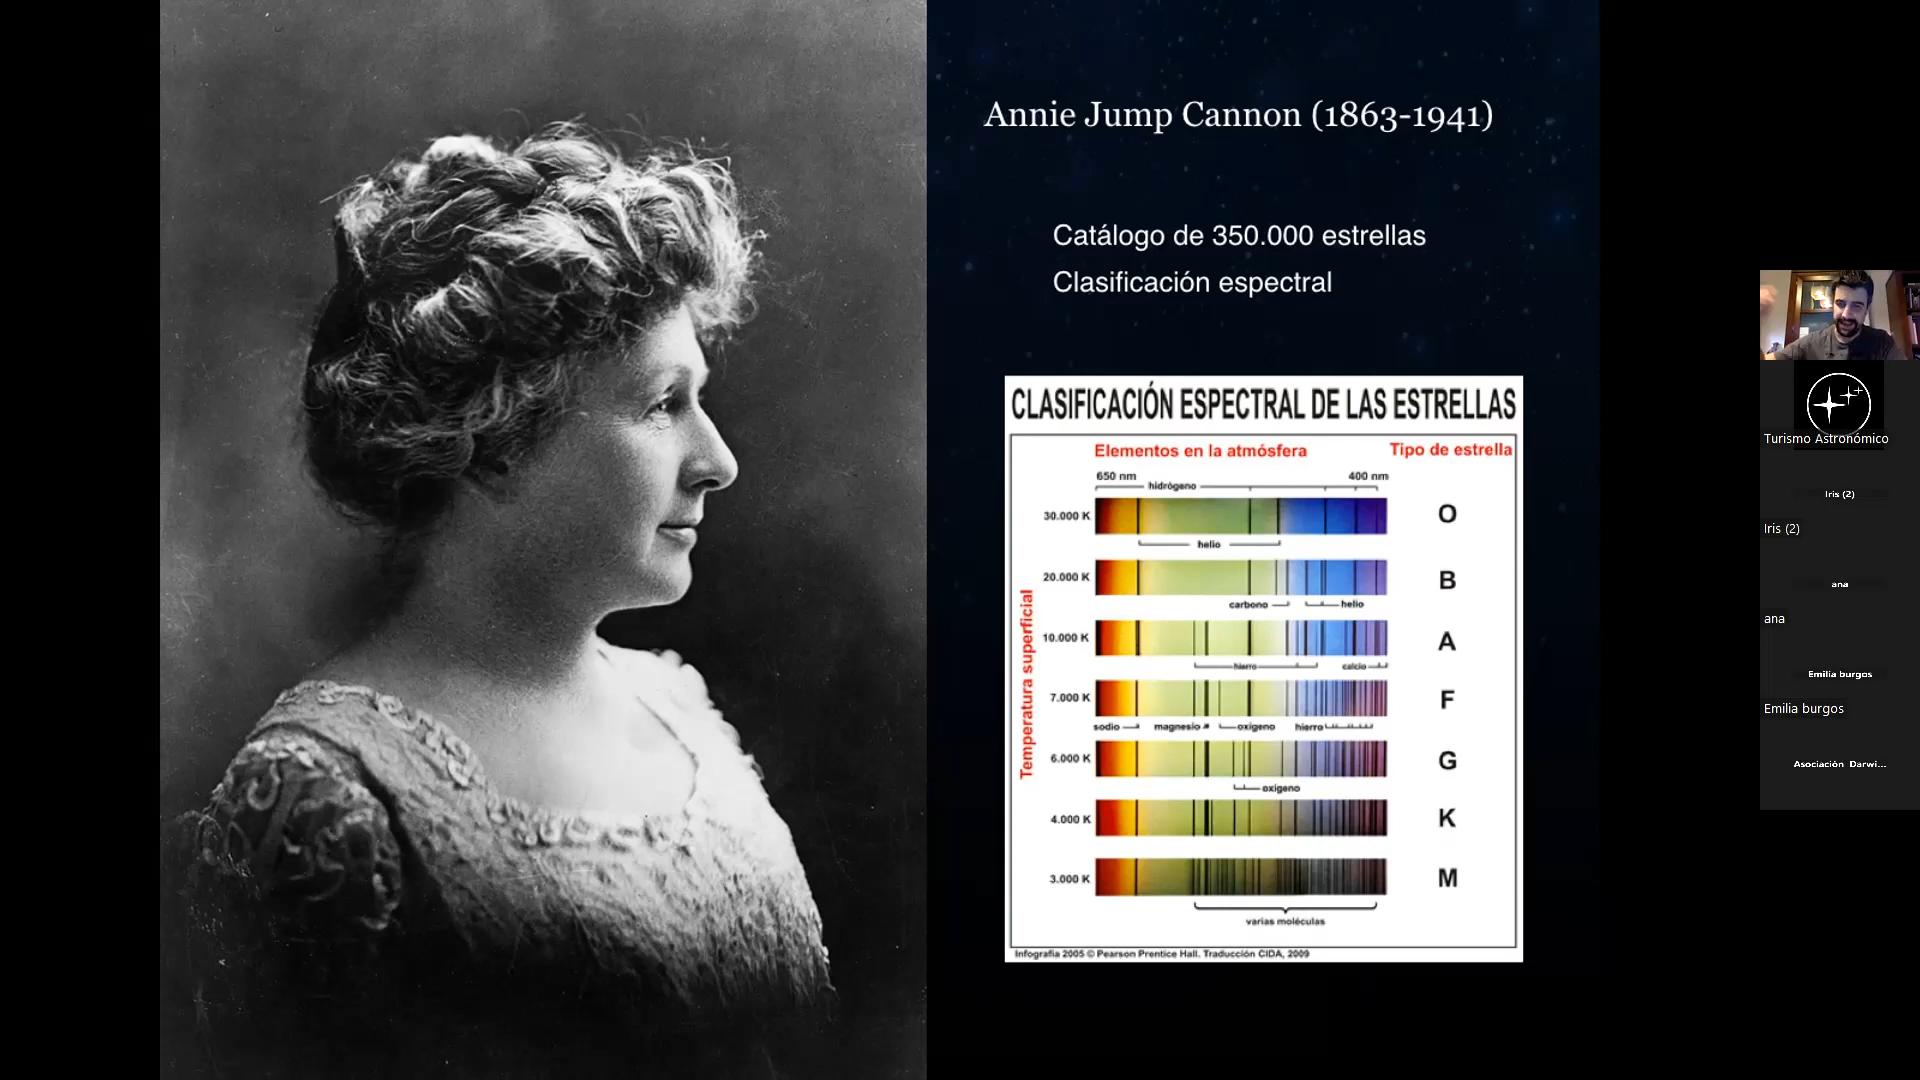 Annie Jump Cannon (1863-1941)
Catálogo de 350.000 estrellas
Clasificación espectral
CLASIFICACIÓN ESPECTRAL DE LAS ESTRELLAS
Elementos en la atmósfera
Tipo de estrella
650 nm
400 nm
hidrógeno
30.000 K
O
helio
20.000 K
B
carbono
helio
10.000 K
A
hierro
calcio
7.000 K
F
sodio
magnesio
oxígeno
hierro
6.000 K
G
oxígeno
4.000 K
K
3.000 K
M
varias moléculas
Temperatura superficial
Infografia 2005 © Pearson Prentice Hall. Traducción CIDA, 2009
Turismo Astronómico
Iris (2)
Iris (2)
ana
ana
Emilia burgos
Emilia burgos
Asociación Darwi...